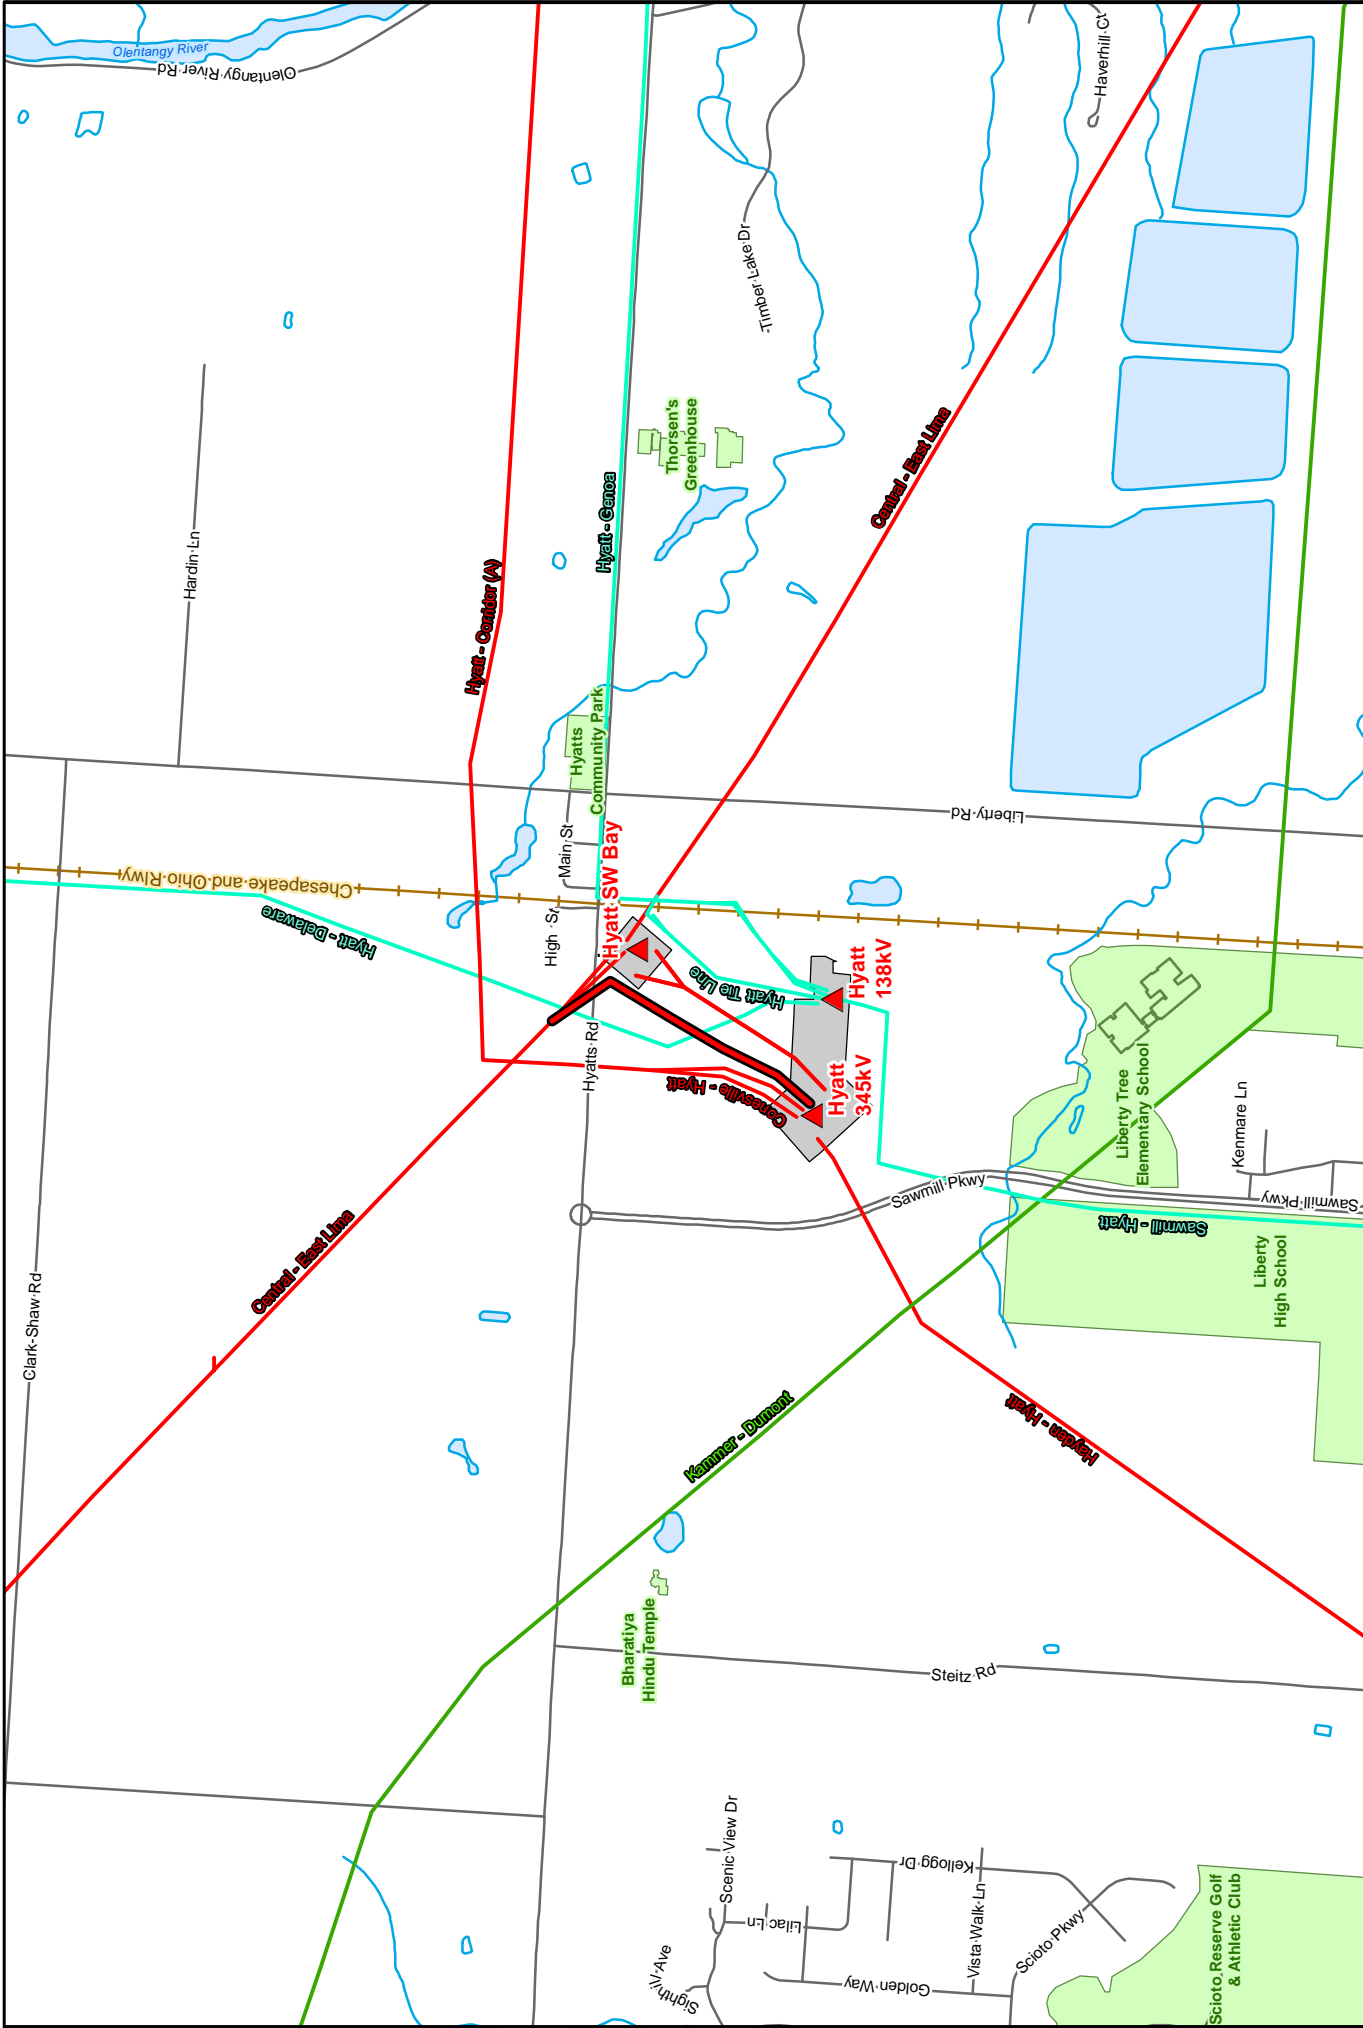 Olentangy River
Olentangy River Rd
Haverhill Ct
Timber Lake Dr
Hardin Ln
Thorsen's
Greenhouse
Hyatt - Genoa
Central - East Lima
Hyatt - Corridor (A)
Hyatts
Community Park
Liberty Rd
Main St
Chesapeake and Ohio Rlwy
Hyatt - Delaware
High St
Hyatt SW Bay
Hyatt Tie Line
Hyatt
138kV
Hyatts Rd
Conesville - Hyatt
Hyatt
345kV
Liberty Tree
Elementary School
Kenmare Ln
Sawmill Pkwy
Sawmill Pkwy
Sawmill Pkwy
Sawmill - Hyatt
Liberty
High School
Central - East Lima
Clark-Shaw Rd
Kammer - Dumont
Hayden - Hyatt
Bharatiya
Hindu Temple
Steitz Rd
Scenic View Dr
Lilac Ln
Kellogg Dr
Vista Walk Ln
Scioto Pkwy
Golden Way
Sighthill Ave
Scioto Reserve Golf
& Athletic Club